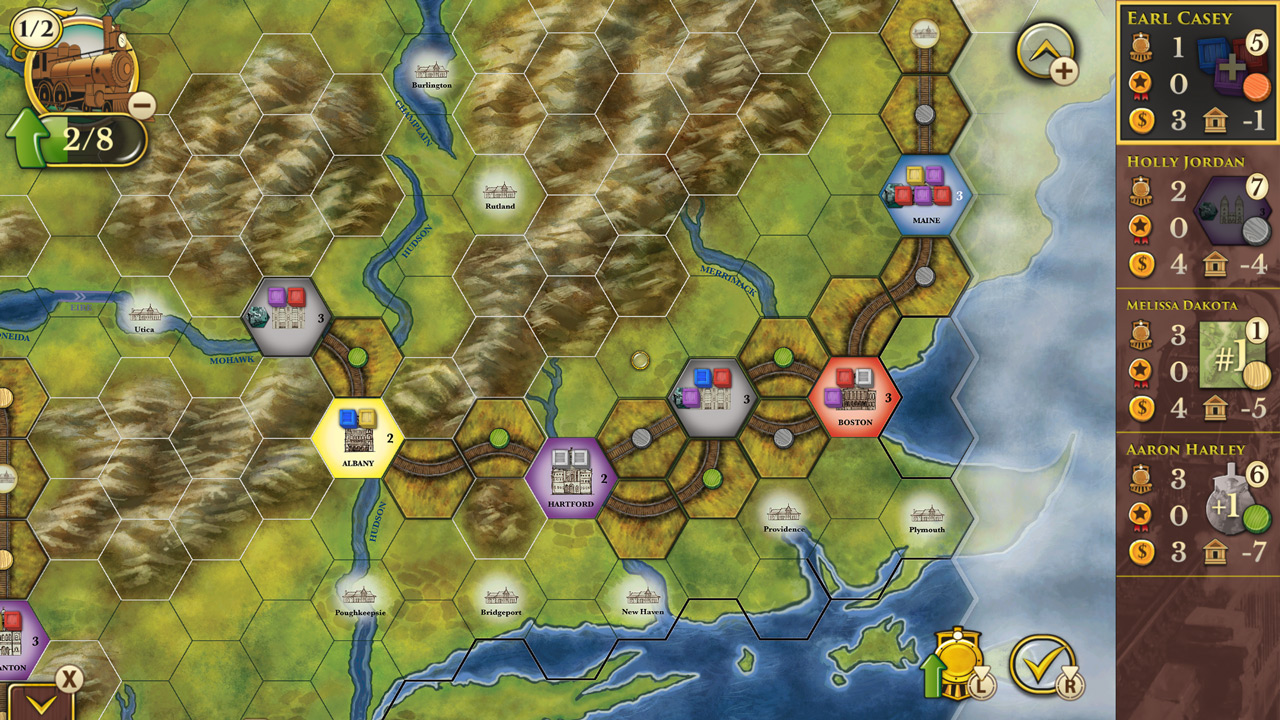 1/2
2/8
Burlington
CHAMPLAIN
Rutland
HUDSON
MERRIMACK
3
MAINE
ERIE
Utica
MOHAWK
3
2
ALBANY
HARTFORD
2
3
3
BOSTON
HUDSON
Providence
Plymouth
Poughkeepsie
Bridgeport
New Haven
3
X
L
R
EARL CASEY
1
5
0
$ 3 -1
HOLLY JORDAN
2
7
0
$ 4 -4
MELISSA DAKOTA
3
#1
1
0
$ 4 -5
AARON HARLEY
3
+1
6
0
$ 3 -7